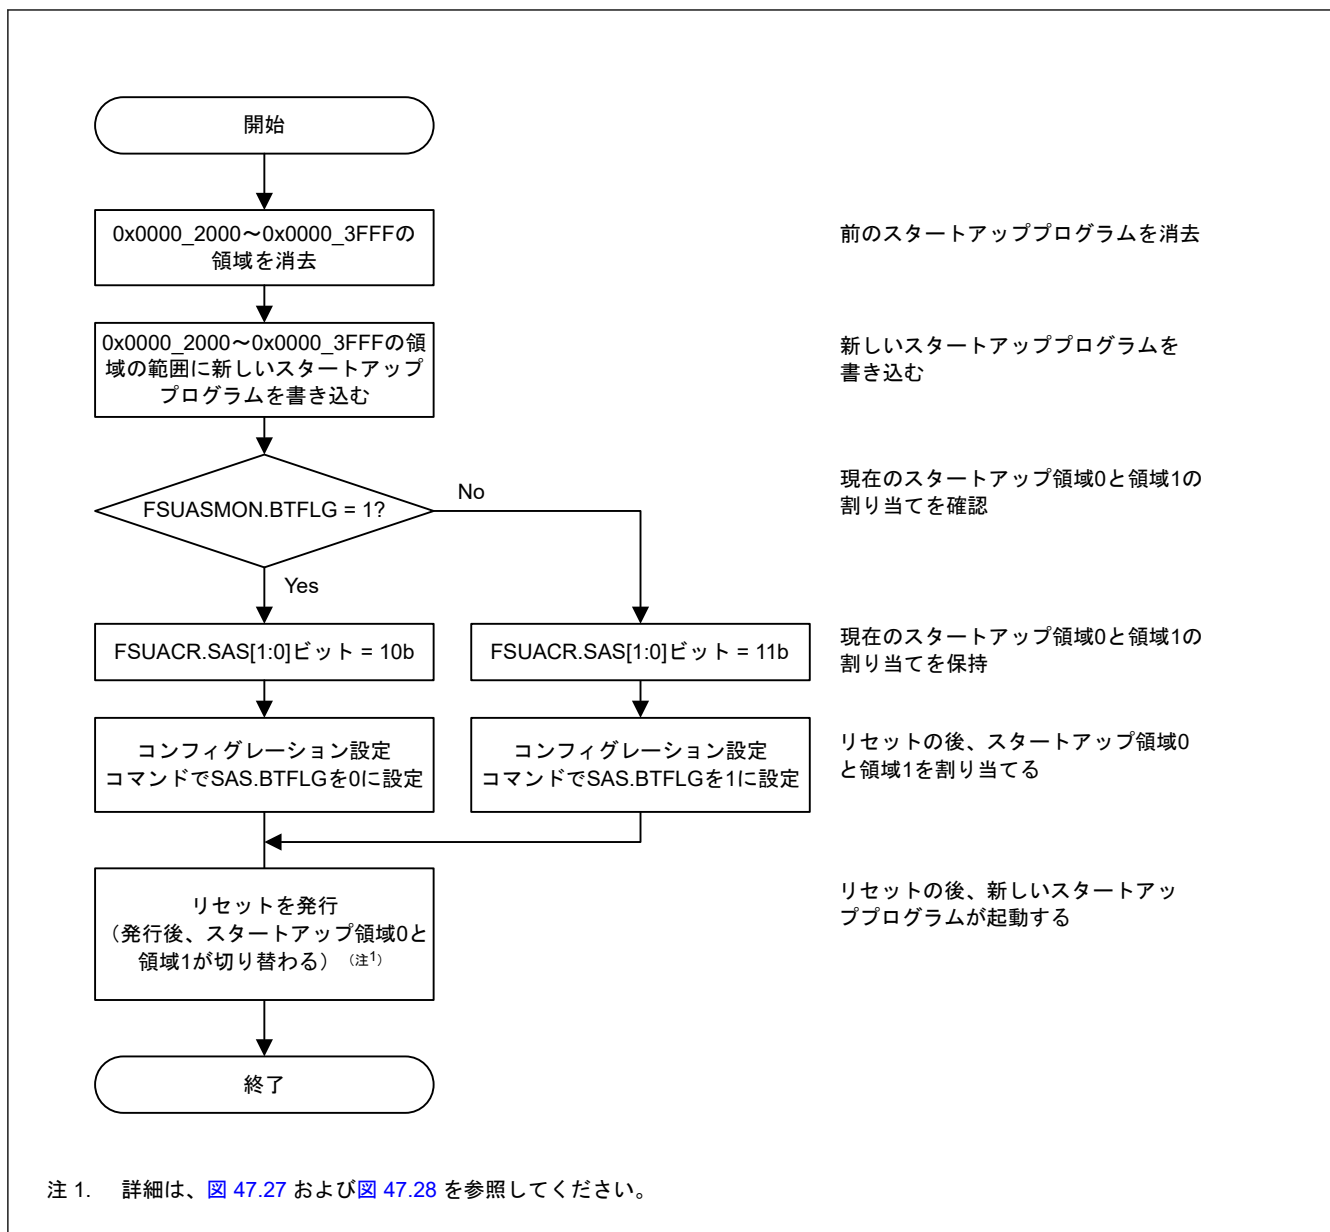 開始
0x0000_2000～0x0000_3FFFの
領域を消去
前のスタートアッププログラムを消去
0x0000_2000～0x0000_3FFFの領
域の範囲に新しいスタートアップ
プログラムを書き込む
新しいスタートアッププログラムを
書き込む
FSUASMON.BTFLG = 1?
No
Yes
現在のスタートアップ領域0と領域1の
割り当てを確認
FSUACR.SAS[1:0]ビット = 10b
FSUACR.SAS[1:0]ビット = 11b
現在のスタートアップ領域0と領域1の
割り当てを保持
コンフィグレーション設定
コマンドでSAS.BTFLGを0に設定
コンフィグレーション設定
コマンドでSAS.BTFLGを1に設定
リセットの後、スタートアップ領域0
と領域1を割り当てる
リセットを発行
（発行後、スタートアップ領域0と
領域1が切り替わる）（注1）
リセットの後、新しいスタートアッ
ププログラムが起動する
終了
注 1. 詳細は、図 47.27 および図 47.28 を参照してください。